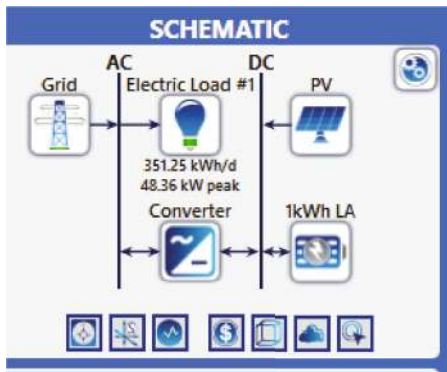 SCHEMATIC
AC DC
Grid Electric Load #1 PV
351.25 kWh/d
48.36 kW peak
Converter 1kWh LA